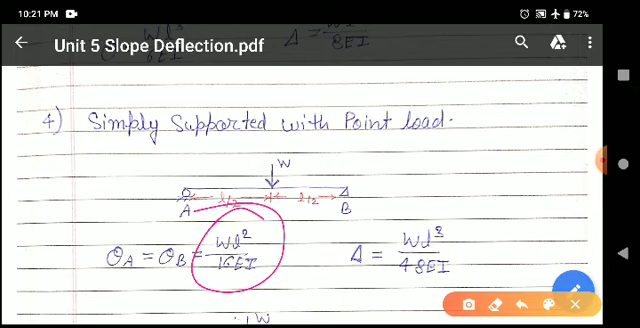 10:21 PM 72%
Unit 5 Slope Deflection.pdf
Δ = 8EI
4) Simply Supported with Point load.
W
l/2 l/2
A B
θA = θB = Wl²/16EI Δ = Wl³/48EI
W